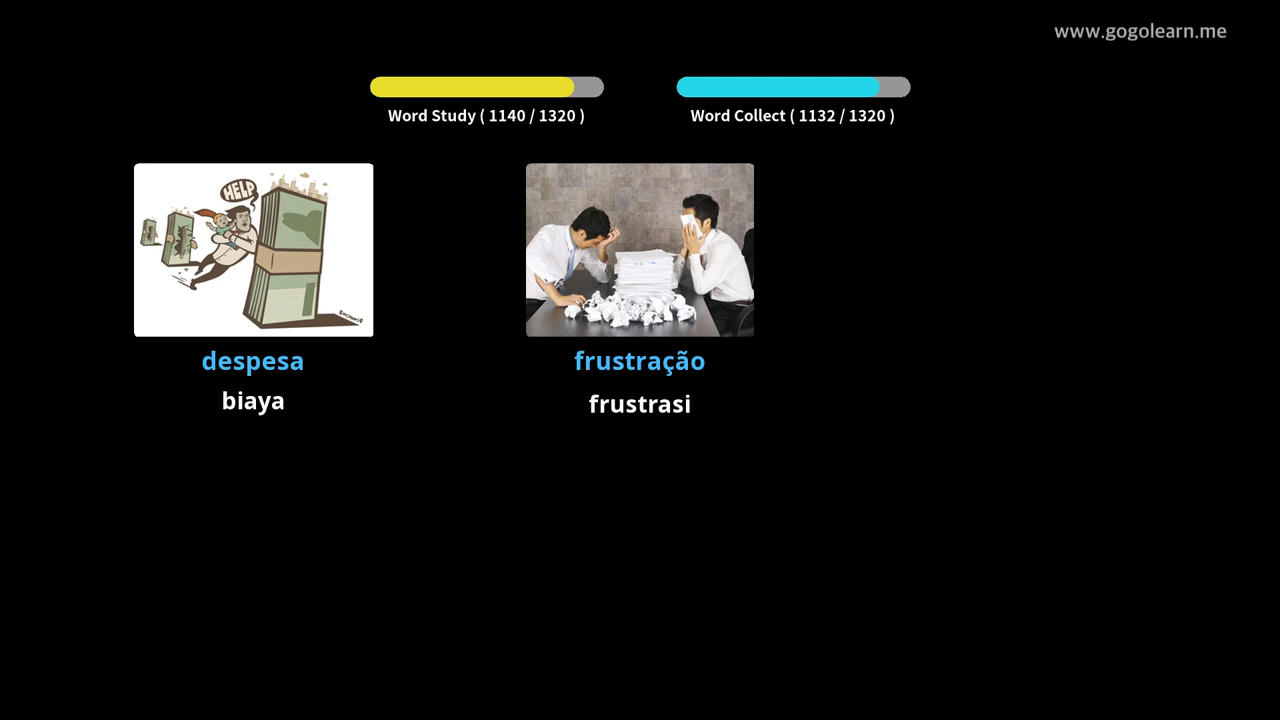 www.gogolearn.me
Word Study ( 1140 / 1320 )
Word Collect ( 1132 / 1320 )
HELP
despesa
frustração
biaya
frustrasi